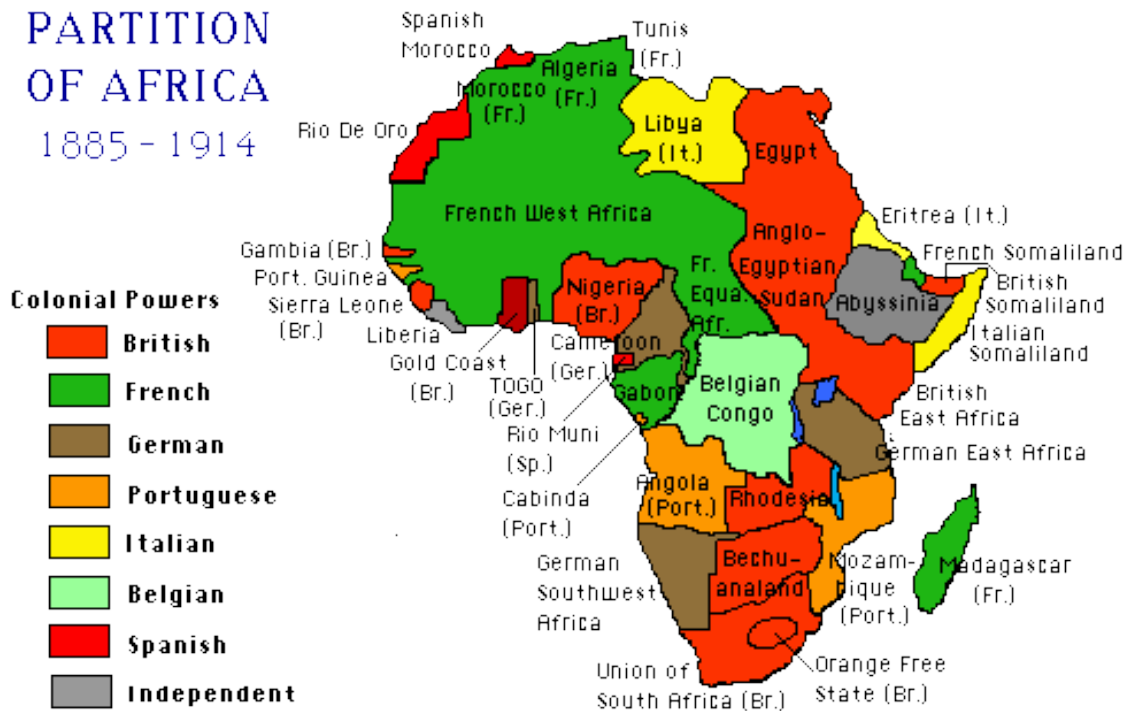 PARTITION
OF AFRICA
1885 - 1914
Spanish
Morocco
Tunis
(Fr.)
Algeria
(Fr.)
Morocco
(Fr.)
Rio De Oro
Libya
(It.)
Egypt
French West Africa
Eritrea (It.)
Anglo-
Egyptian
Sudan
French Somaliland
British
Somaliland
Italian
Somaliland
Abyssinia
Gambia (Br.)
Port. Guinea
Sierra Leone
(Br.)
Liberia
Gold Coast
(Br.)
TOGO
(Ger.)
Nigeria
(Br.)
Fr.
Equa.
Afr.
Cameroon
(Ger.)
Gabon
Rio Muni
(Sp.)
Cabinda
(Port.)
Belgian
Congo
British
East Africa
German East Africa
Angola
(Port.)
Rhodesia
German
Southwest
Africa
Bechu-
analand
Mozam-
bique
(Port.)
Madagascar
(Fr.)
Union of
South Africa (Br.)
Orange Free
State (Br.)
Colonial Powers
British
French
German
Portuguese
Italian
Belgian
Spanish
Independent